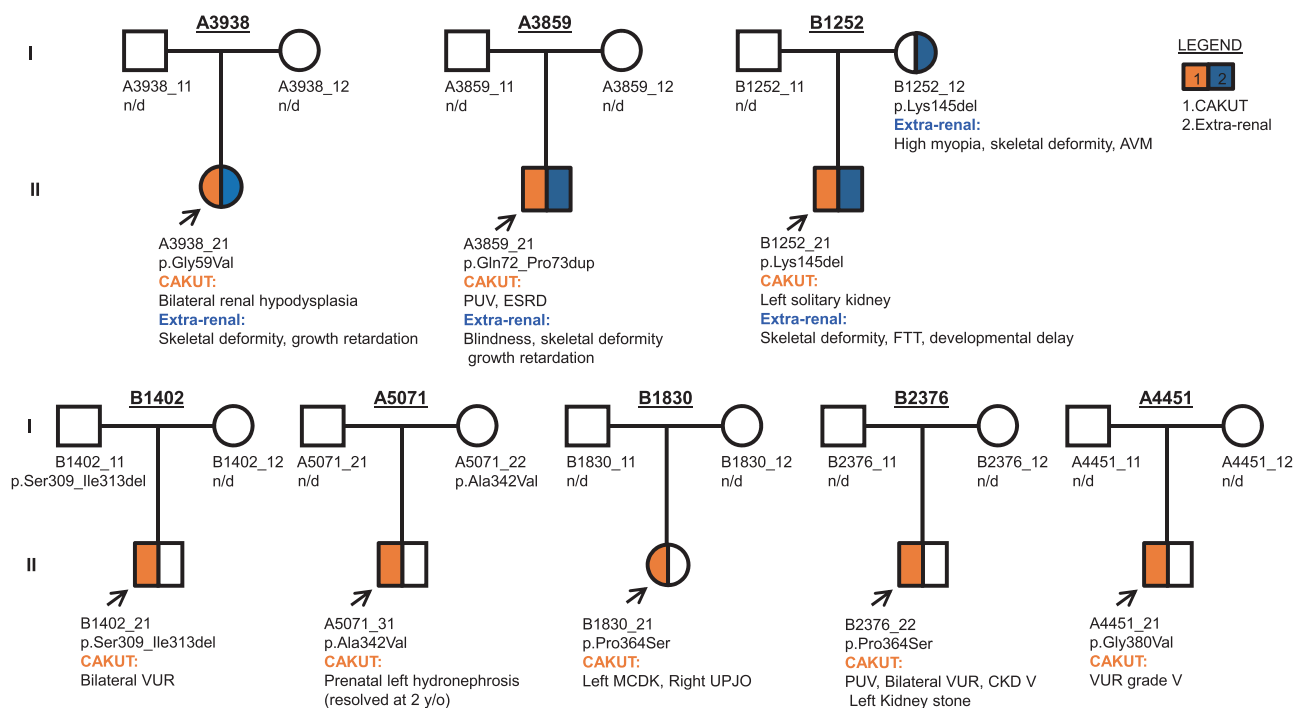 A3938
A3859
B1252
LEGEND
1 2
1.CAKUT
2.Extra-renal
I
A3938_11
n/d
A3938_12
n/d
A3859_11
n/d
A3859_12
n/d
B1252_11
n/d
B1252_12
p.Lys145del
Extra-renal:
High myopia, skeletal deformity, AVM
II
A3938_21
p.Gly59Val
CAKUT:
Bilateral renal hypodysplasia
Extra-renal:
Skeletal deformity, growth retardation
A3859_21
p.Gln72_Pro73dup
CAKUT:
PUV, ESRD
Extra-renal:
Blindness, skeletal deformity
growth retardation
B1252_21
p.Lys145del
CAKUT:
Left solitary kidney
Extra-renal:
Skeletal deformity, FTT, developmental delay
B1402
A5071
B1830
B2376
A4451
I
B1402_11
p.Ser309_Ile313del
B1402_12
n/d
A5071_21
n/d
A5071_22
p.Ala342Val
B1830_11
n/d
B1830_12
n/d
B2376_11
n/d
B2376_12
n/d
A4451_11
n/d
A4451_12
n/d
II
B1402_21
p.Ser309_Ile313del
CAKUT:
Bilateral VUR
A5071_31
p.Ala342Val
CAKUT:
Prenatal left hydronephrosis
(resolved at 2 y/o)
B1830_21
p.Pro364Ser
CAKUT:
Left MCDK, Right UPJO
B2376_22
p.Pro364Ser
CAKUT:
PUV, Bilateral VUR, CKD V
Left Kidney stone
A4451_21
p.Gly380Val
CAKUT:
VUR grade V